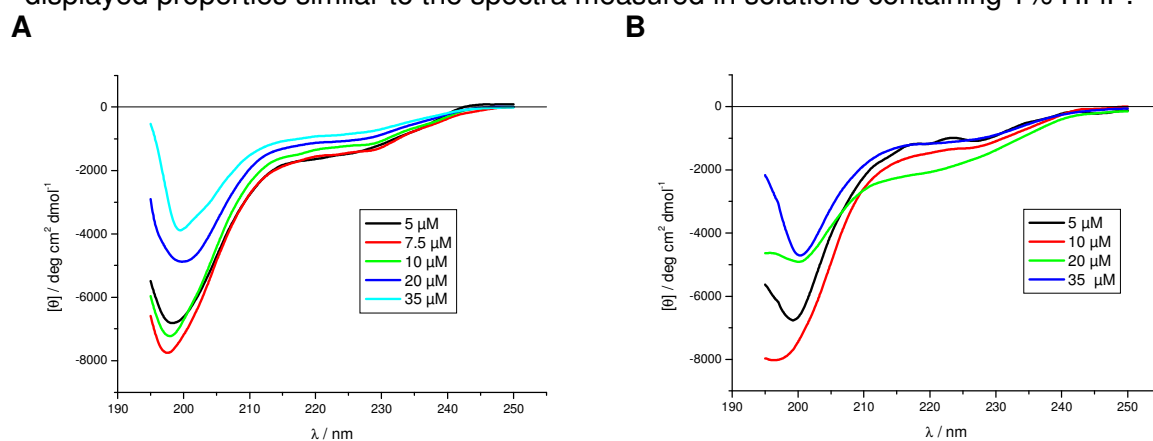 displayed properties similar to the spectra measured in solutions containing 1% HFIP.
A
B
0
-2000
-4000
-6000
-8000
190 200 210 220 230 240 250
[θ] / deg cm² dmol⁻¹
λ / nm
5 µM
7.5 µM
10 µM
20 µM
35 µM
0
-2000
-4000
-6000
-8000
190 200 210 220 230 240 250
[θ] / deg cm² dmol⁻¹
λ / nm
5 µM
10 µM
20 µM
35 µM